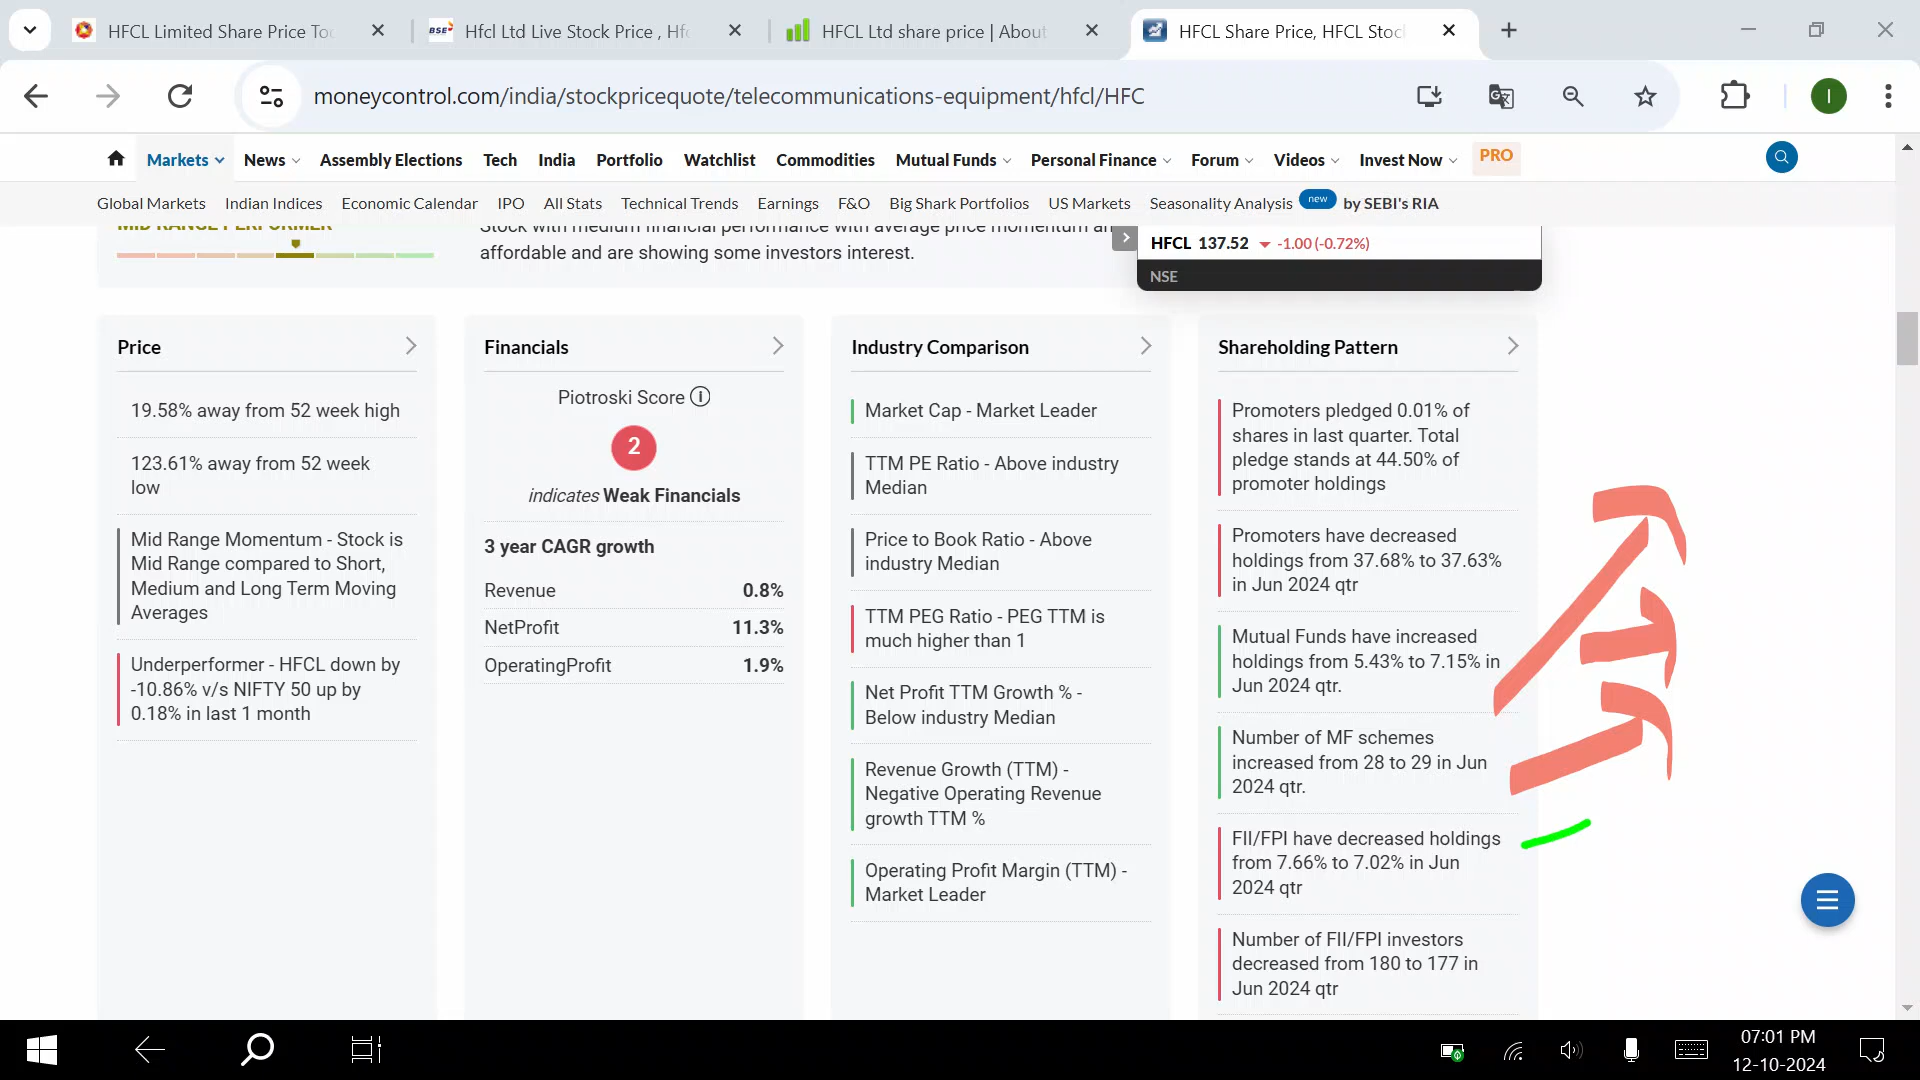 HFCL Limited Share Price To
BSE Hfcl Ltd Live Stock Price , Hf
HFCL Ltd share price | About
HFCL Share Price, HFCL Stoc
moneycontrol.com/india/stockpricequote/telecommunications-equipment/hfcl/HFC
I
Markets News Assembly Elections Tech India Portfolio Watchlist Commodities Mutual Funds Personal Finance Forum Videos Invest Now PRO
Global Markets Indian Indices Economic Calendar IPO All Stats Technical Trends Earnings F&O Big Shark Portfolios US Markets Seasonality Analysis new by SEBI's RIA
MID RANGE PERFORMER
Stock with medium financial performance with average price momentum an
affordable and are showing some investors interest.
HFCL 137.52 -1.00 (-0.72%)
NSE
Price
19.58% away from 52 week high
123.61% away from 52 week
low
Mid Range Momentum - Stock is
Mid Range compared to Short,
Medium and Long Term Moving
Averages
Underperformer - HFCL down by
-10.86% v/s NIFTY 50 up by
0.18% in last 1 month
Financials
Piotroski Score
2
indicates Weak Financials
3 year CAGR growth
Revenue 0.8%
NetProfit 11.3%
OperatingProfit 1.9%
Industry Comparison
Market Cap - Market Leader
TTM PE Ratio - Above industry
Median
Price to Book Ratio - Above
industry Median
TTM PEG Ratio - PEG TTM is
much higher than 1
Net Profit TTM Growth % -
Below industry Median
Revenue Growth (TTM) -
Negative Operating Revenue
growth TTM %
Operating Profit Margin (TTM) -
Market Leader
Shareholding Pattern
Promoters pledged 0.01% of
shares in last quarter. Total
pledge stands at 44.50% of
promoter holdings
Promoters have decreased
holdings from 37.68% to 37.63%
in Jun 2024 qtr
Mutual Funds have increased
holdings from 5.43% to 7.15% in
Jun 2024 qtr.
Number of MF schemes
increased from 28 to 29 in Jun
2024 qtr.
FII/FPI have decreased holdings
from 7.66% to 7.02% in Jun
2024 qtr
Number of FII/FPI investors
decreased from 180 to 177 in
Jun 2024 qtr
07:01 PM
12-10-2024